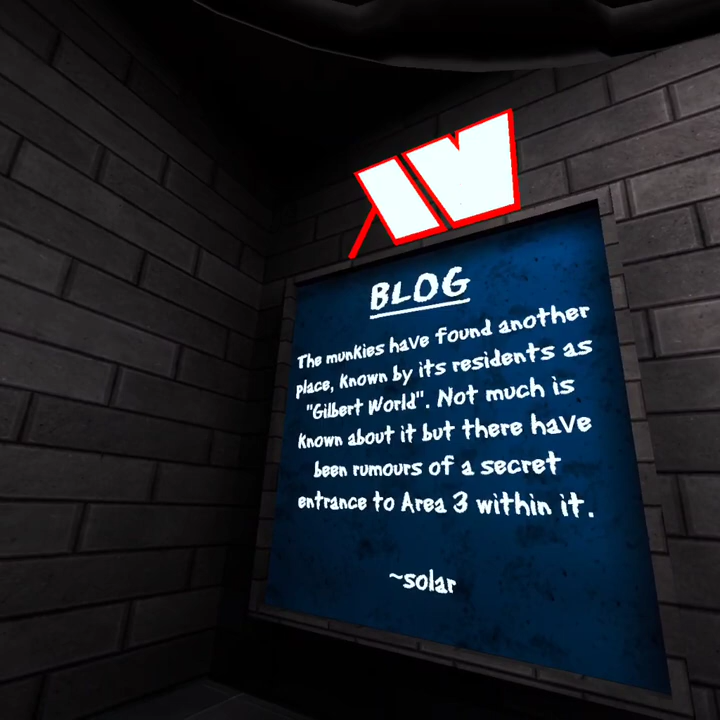 BLOG
The munkies have found another
place, known by its residents as
"Gilbert World". Not much is
known about it but there have
been rumours of a secret
entrance to Area 3 within it.
~solar